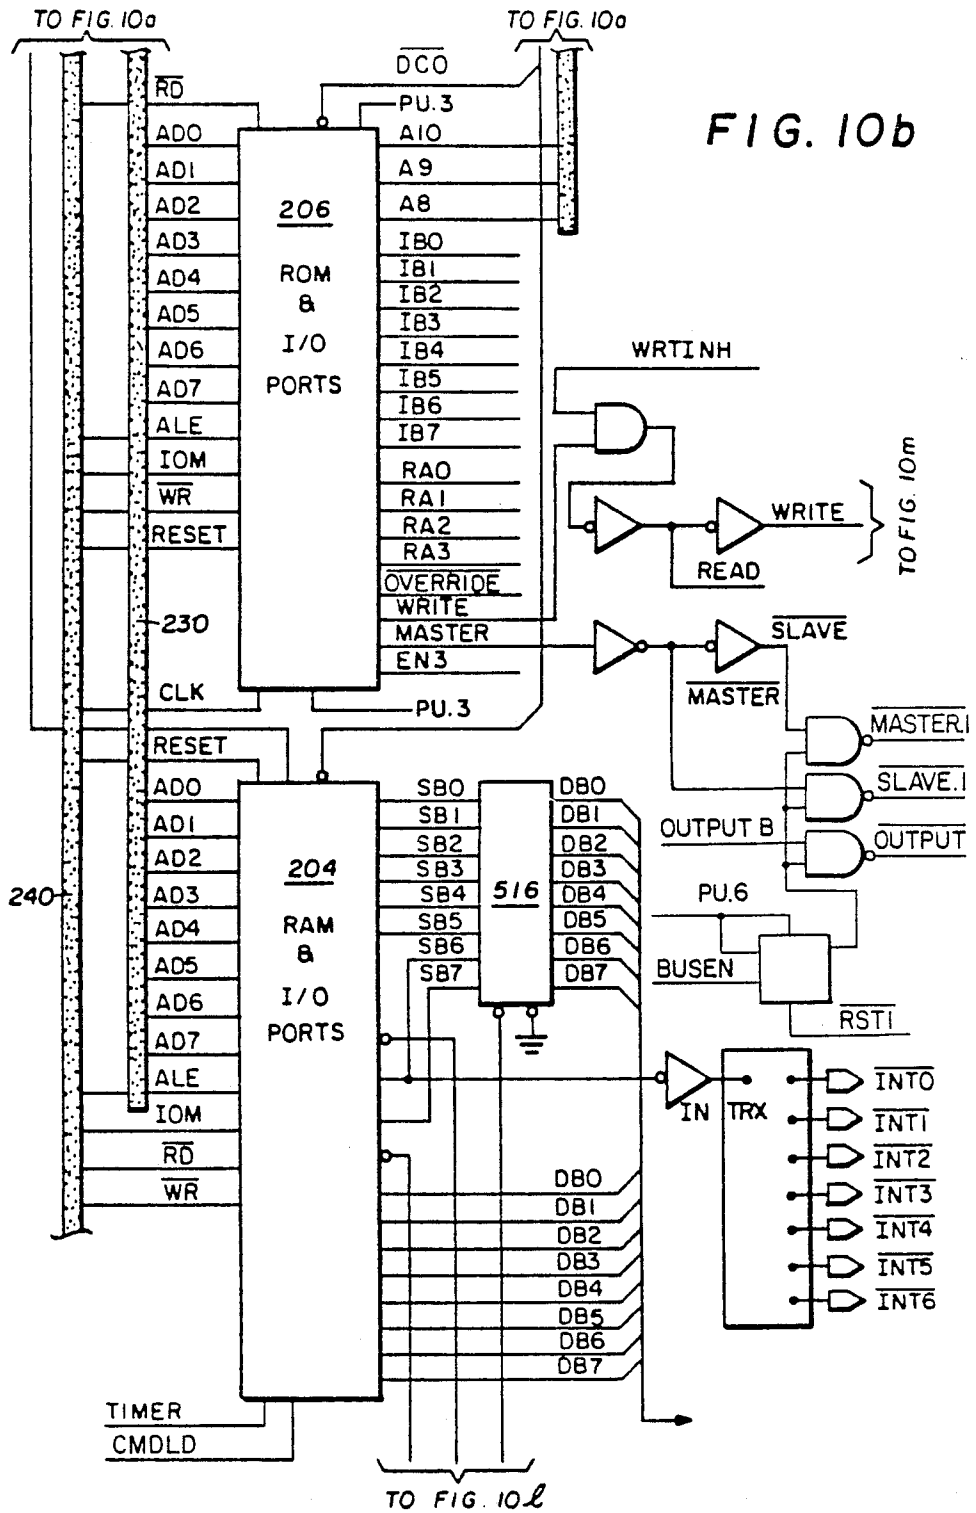 TO FIG. 10a
TO FIG. 10a
FIG. 10b
DC0
RD
PU.3
AD0
A10
AD1
A9
AD2
A8
AD3
IB0
AD4
IB1
AD5
IB2
AD6
IB3
AD7
IB4
IB5
IB6
IB7
ALE
IOM
WR
RESET
206
ROM
&
I/O
PORTS
RA0
RA1
RA2
RA3
OVERRIDE
WRITE
MASTER
EN3
PU.3
WRTINH
WRITE
READ
TO FIG. 10m
SLAVE
MASTER
MASTER.1
SLAVE.1
OUTPUT B
OUTPUT
PU.6
BUSEN
RST1
230
CLK
RESET
240
AD0
AD1
AD2
AD3
AD4
AD5
AD6
AD7
ALE
IOM
RD
WR
204
RAM
&
I/O
PORTS
SB0
SB1
SB2
SB3
SB4
SB5
SB6
SB7
516
DB0
DB1
DB2
DB3
DB4
DB5
DB6
DB7
IN
TRX
INT0
INT1
INT2
INT3
INT4
INT5
INT6
DB0
DB1
DB2
DB3
DB4
DB5
DB6
DB7
TIMER
CMDLD
TO FIG. 10l